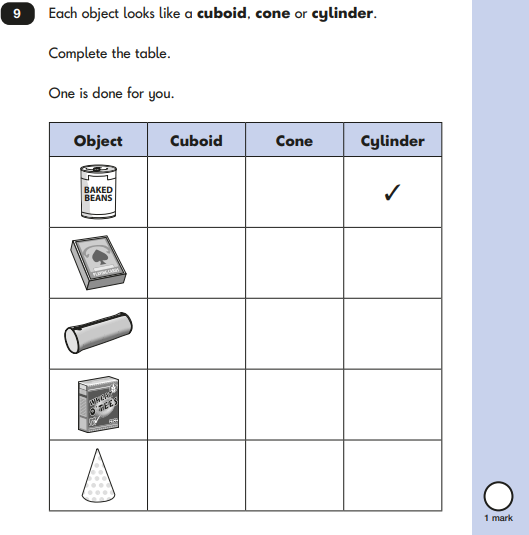 9 Each object looks like a cuboid, cone or cylinder.
Complete the table.
One is done for you.
Object Cuboid Cone Cylinder
BAKED
BEANS
✓
1 mark